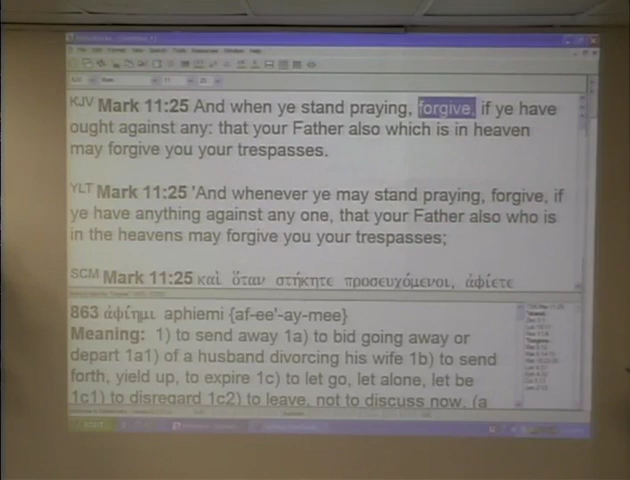 KJV Mark 11:25 And when ye stand praying, forgive, if ye have
ought against any: that your Father also which is in heaven
may forgive you your trespasses.
YLT Mark 11:25 'And whenever ye may stand praying, forgive, if
ye have anything against any one, that your Father also who is
in the heavens may forgive you your trespasses;
SCM Mark 11:25 καὶ ὅταν στήκητε προσευχόμενοι, ἀφίετε
863 ἀφίημι aphiemi {af-ee'-ay-mee}
Meaning: 1) to send away 1a) to bid going away or
depart 1a1) of a husband divorcing his wife 1b) to send
forth, yield up, to expire 1c) to let go, let alone, let be
1c1) to disregard 1c2) to leave, not to discuss now, (a